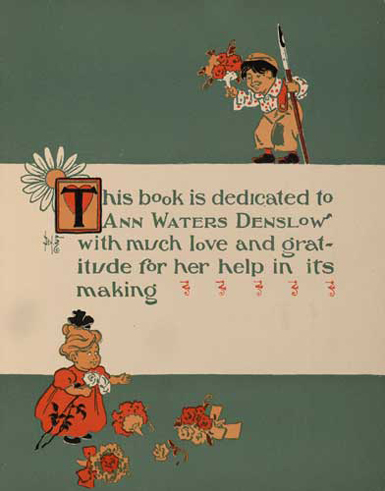 This book is dedicated to
ANN WATERS DENSLOW
with much love and grat-
itude for her help in its
making